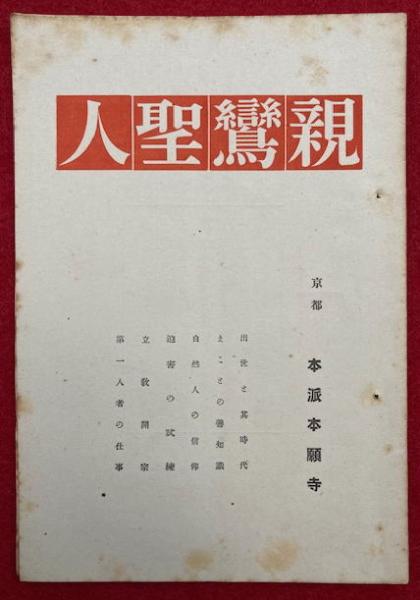 親鸞聖人
京都 本派本願寺
出世と其時代
まことの善知識
自然人の信仰
迫害の試練
立教開宗
第一人者の仕事